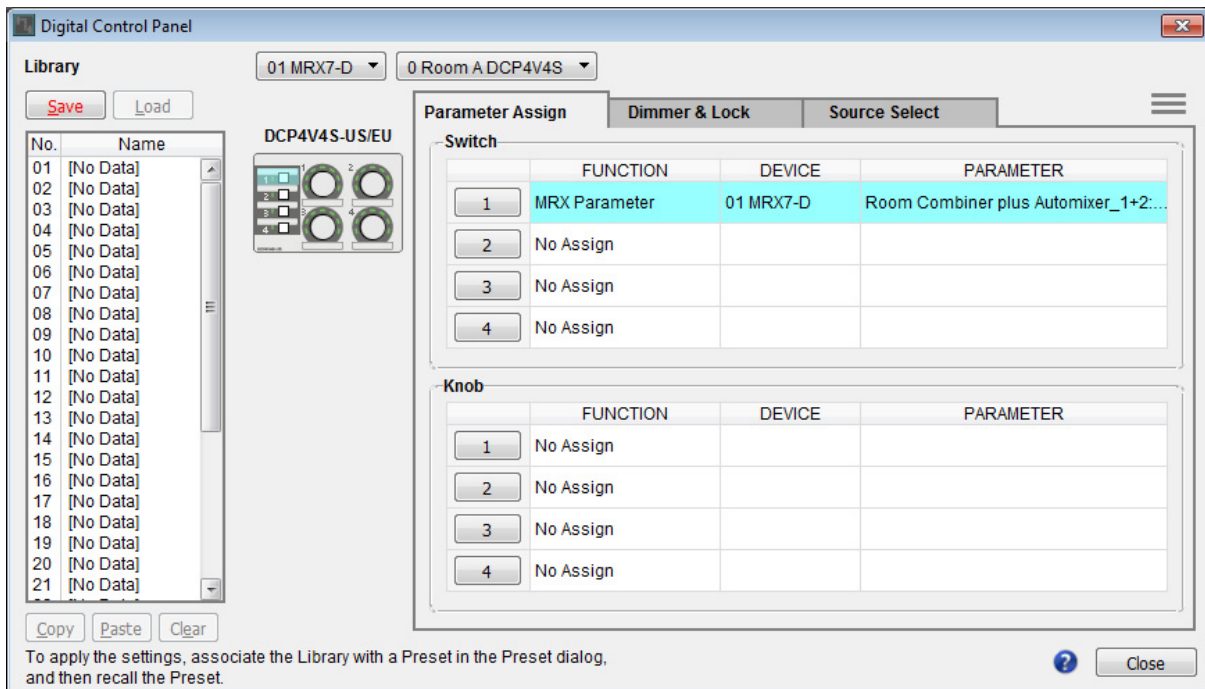 Digital Control Panel
Library
01 MRX7-D
0 Room A DCP4V4S
Save
Load
No. Name
01 [No Data]
02 [No Data]
03 [No Data]
04 [No Data]
05 [No Data]
06 [No Data]
07 [No Data]
08 [No Data]
09 [No Data]
10 [No Data]
11 [No Data]
12 [No Data]
13 [No Data]
14 [No Data]
15 [No Data]
16 [No Data]
17 [No Data]
18 [No Data]
19 [No Data]
20 [No Data]
21 [No Data]
Copy
Paste
Clear
DCP4V4S-US/EU
1
2
3
4
1
2
3
4
Parameter Assign
Dimmer & Lock
Source Select
Switch
FUNCTION DEVICE PARAMETER
1 MRX Parameter 01 MRX7-D Room Combiner plus Automixer_1+2:...
2 No Assign
3 No Assign
4 No Assign
Knob
FUNCTION DEVICE PARAMETER
1 No Assign
2 No Assign
3 No Assign
4 No Assign
To apply the settings, associate the Library with a Preset in the Preset dialog,
and then recall the Preset.
?
Close